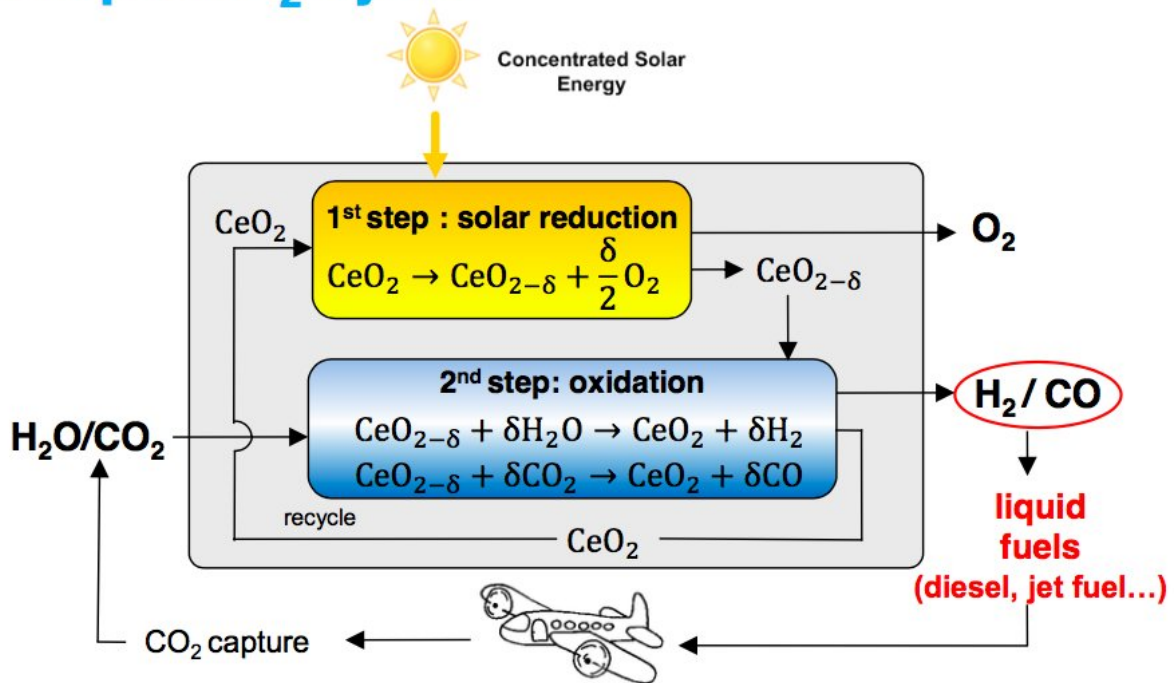 Concentrated Solar
Energy
CeO₂
1ˢᵗ step : solar reduction
CeO₂ → CeO₂₋δ + δ/2 O₂
O₂
CeO₂₋δ
2ⁿᵈ step: oxidation
CeO₂₋δ + δH₂O → CeO₂ + δH₂
CeO₂₋δ + δCO₂ → CeO₂ + δCO
H₂O/CO₂
H₂ / CO
recycle
CeO₂
liquid
fuels
(diesel, jet fuel...)
CO₂ capture